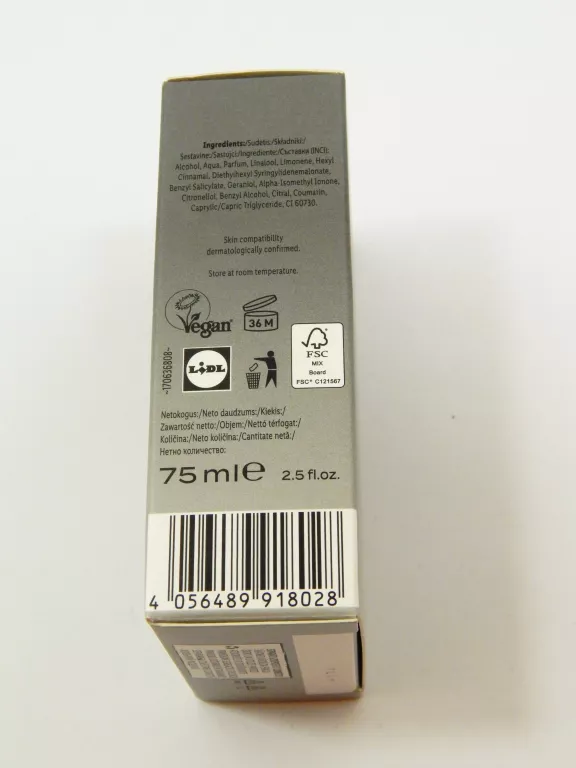 Ingredients:/Sudėtis:/Składniki:/
Sestavine:/Sastojci/Ingrediente:/Съставки (INCI):
Alcohol, Aqua, Parfum, Linalool, Limonene, Hexyl
Cinnamal, Diethylhexyl Syringylidenemalonate,
Benzyl Salicylate, Geraniol, Alpha-Isomethyl Ionone,
Citronellol, Benzyl Alcohol, Citral, Coumarin,
Caprylic/Capric Triglyceride, CI 60730.
Skin compatibility
dermatologically confirmed.
Store at room temperature.
Vegan
36 M
FSC
MIX
Board
FSC® C121567
LIDL
~170636808~
Netokogus:/Neto daudzums:/Kiekis:/
Zawartość netto:/Objem:/Nettó térfogat:/
Količina:/Neto količina:/Cantitate netă:/
Нетно количество:
75 ml e 2.5 fl.oz.
4 056489 918028